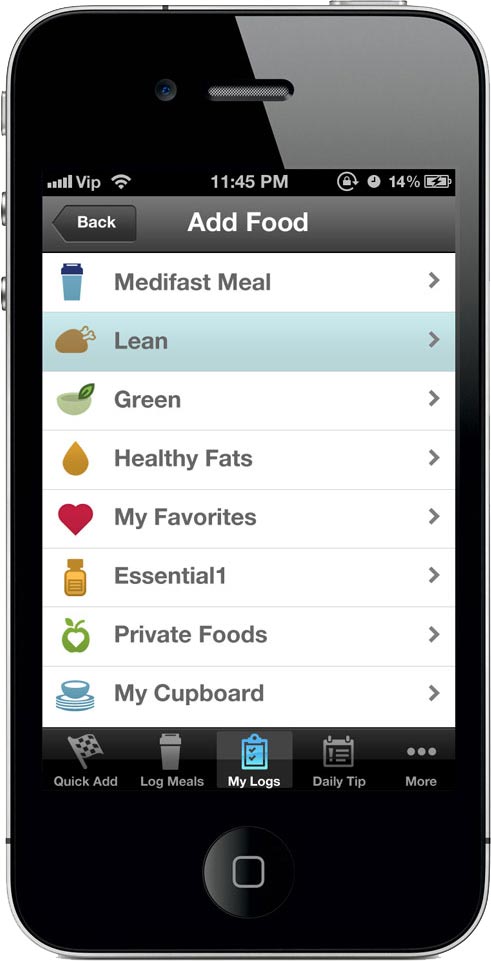 Vip 11:45 PM 14%
Back Add Food
Medifast Meal
Lean
Green
Healthy Fats
My Favorites
Essential1
Private Foods
My Cupboard
Quick Add Log Meals My Logs Daily Tip More